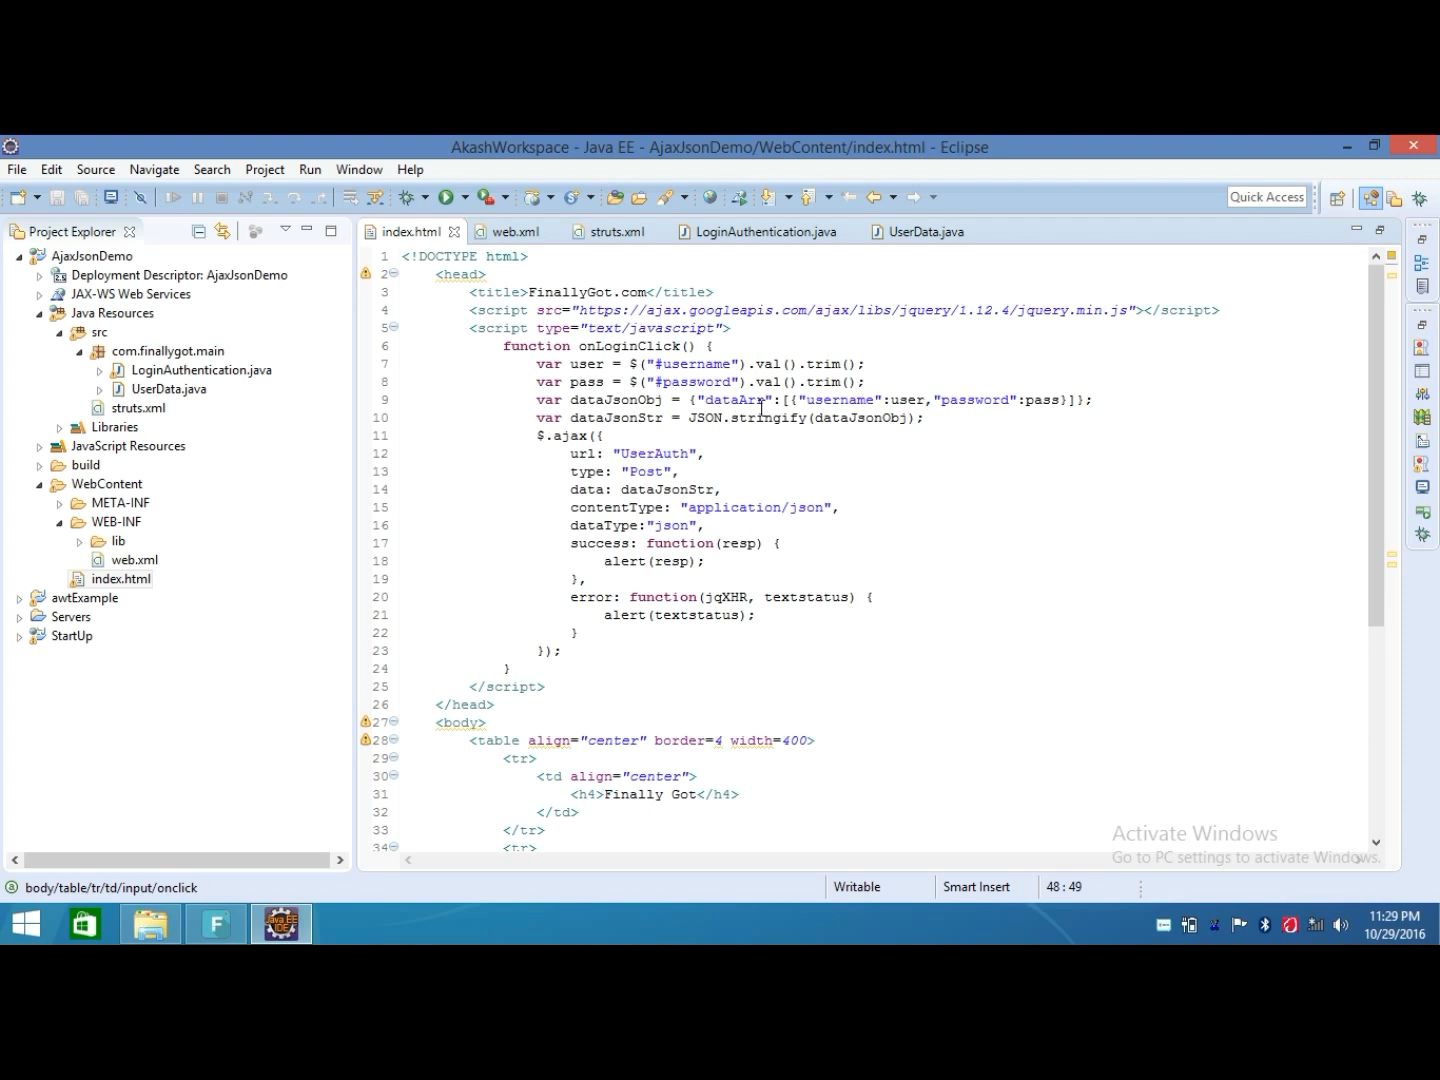 AkashWorkspace - Java EE - AjaxJsonDemo/WebContent/index.html - Eclipse
File Edit Source Navigate Search Project Run Window Help
Quick Access
Project Explorer
index.html web.xml struts.xml LoginAuthentication.java UserData.java
AjaxJsonDemo
Deployment Descriptor: AjaxJsonDemo
JAX-WS Web Services
Java Resources
src
com.finallygot.main
LoginAuthentication.java
UserData.java
struts.xml
Libraries
JavaScript Resources
build
WebContent
META-INF
WEB-INF
lib
web.xml
index.html
awtExample
Servers
StartUp
1 <!DOCTYPE html>
2 <head>
3 <title>FinallyGot.com</title>
4 <script src="https://ajax.googleapis.com/ajax/libs/jquery/1.12.4/jquery.min.js"></script>
5 <script type="text/javascript">
6 function onLoginClick() {
7 var user = $("#username").val().trim();
8 var pass = $("#password").val().trim();
9 var dataJsonObj = {"dataArr":[{"username":user,"password":pass}]};
10 var dataJsonStr = JSON.stringify(dataJsonObj);
11 $.ajax({
12 url: "UserAuth",
13 type: "Post",
14 data: dataJsonStr,
15 contentType: "application/json",
16 dataType:"json",
17 success: function(resp) {
18 alert(resp);
19 },
20 error: function(jqXHR, textstatus) {
21 alert(textstatus);
22 }
23 });
24 }
25 </script>
26 </head>
27 <body>
28 <table align="center" border=4 width=400>
29 <tr>
30 <td align="center">
31 <h4>Finally Got</h4>
32 </td>
33 </tr>
34 <tr>
Activate Windows
Go to PC settings to activate Windows.
body/table/tr/td/input/onclick
Writable Smart Insert 48 : 49
F
Java EE
IDE
11:29 PM
10/29/2016